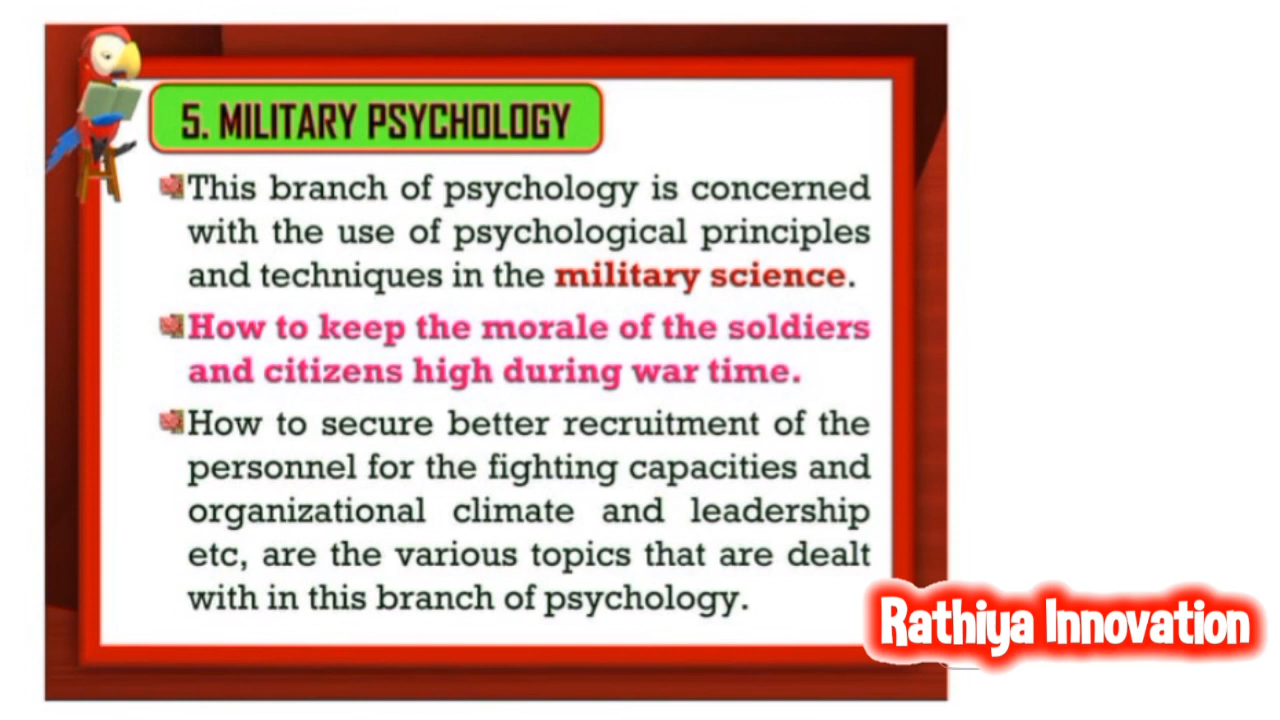 5. MILITARY PSYCHOLOGY
This branch of psychology is concerned
with the use of psychological principles
and techniques in the military science.
How to keep the morale of the soldiers
and citizens high during war time.
How to secure better recruitment of the
personnel for the fighting capacities and
organizational climate and leadership
etc, are the various topics that are dealt
with in this branch of psychology.
Rathiya Innovation